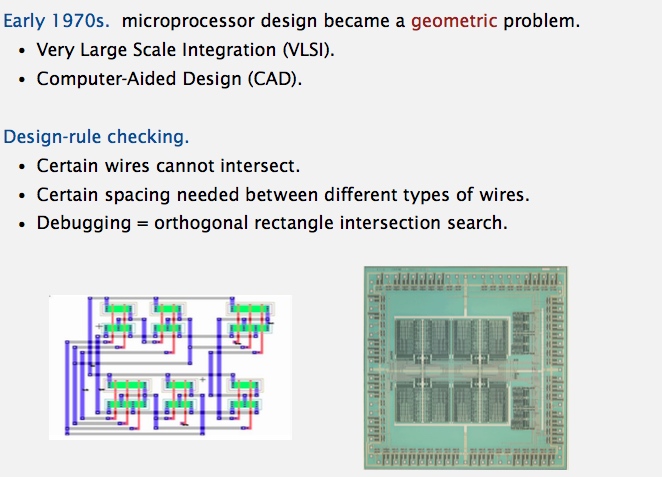 Early 1970s. microprocessor design became a geometric problem.
• Very Large Scale Integration (VLSI).
• Computer-Aided Design (CAD).
Design-rule checking.
• Certain wires cannot intersect.
• Certain spacing needed between different types of wires.
• Debugging = orthogonal rectangle intersection search.